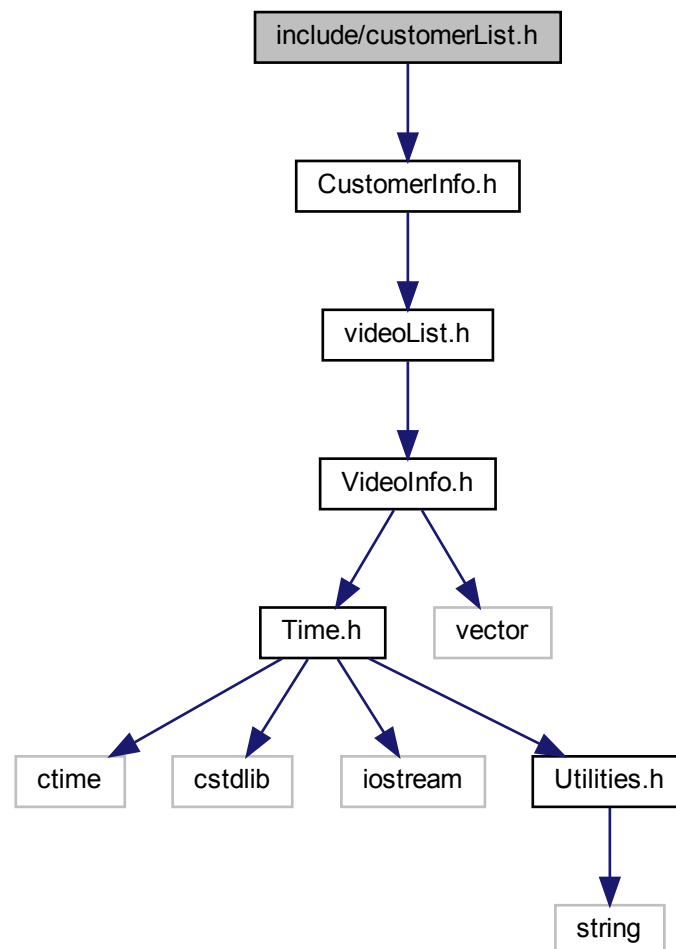 include/customerList.h
CustomerInfo.h
videoList.h
VideoInfo.h
Time.h
vector
ctime
cstdlib
iostream
Utilities.h
string